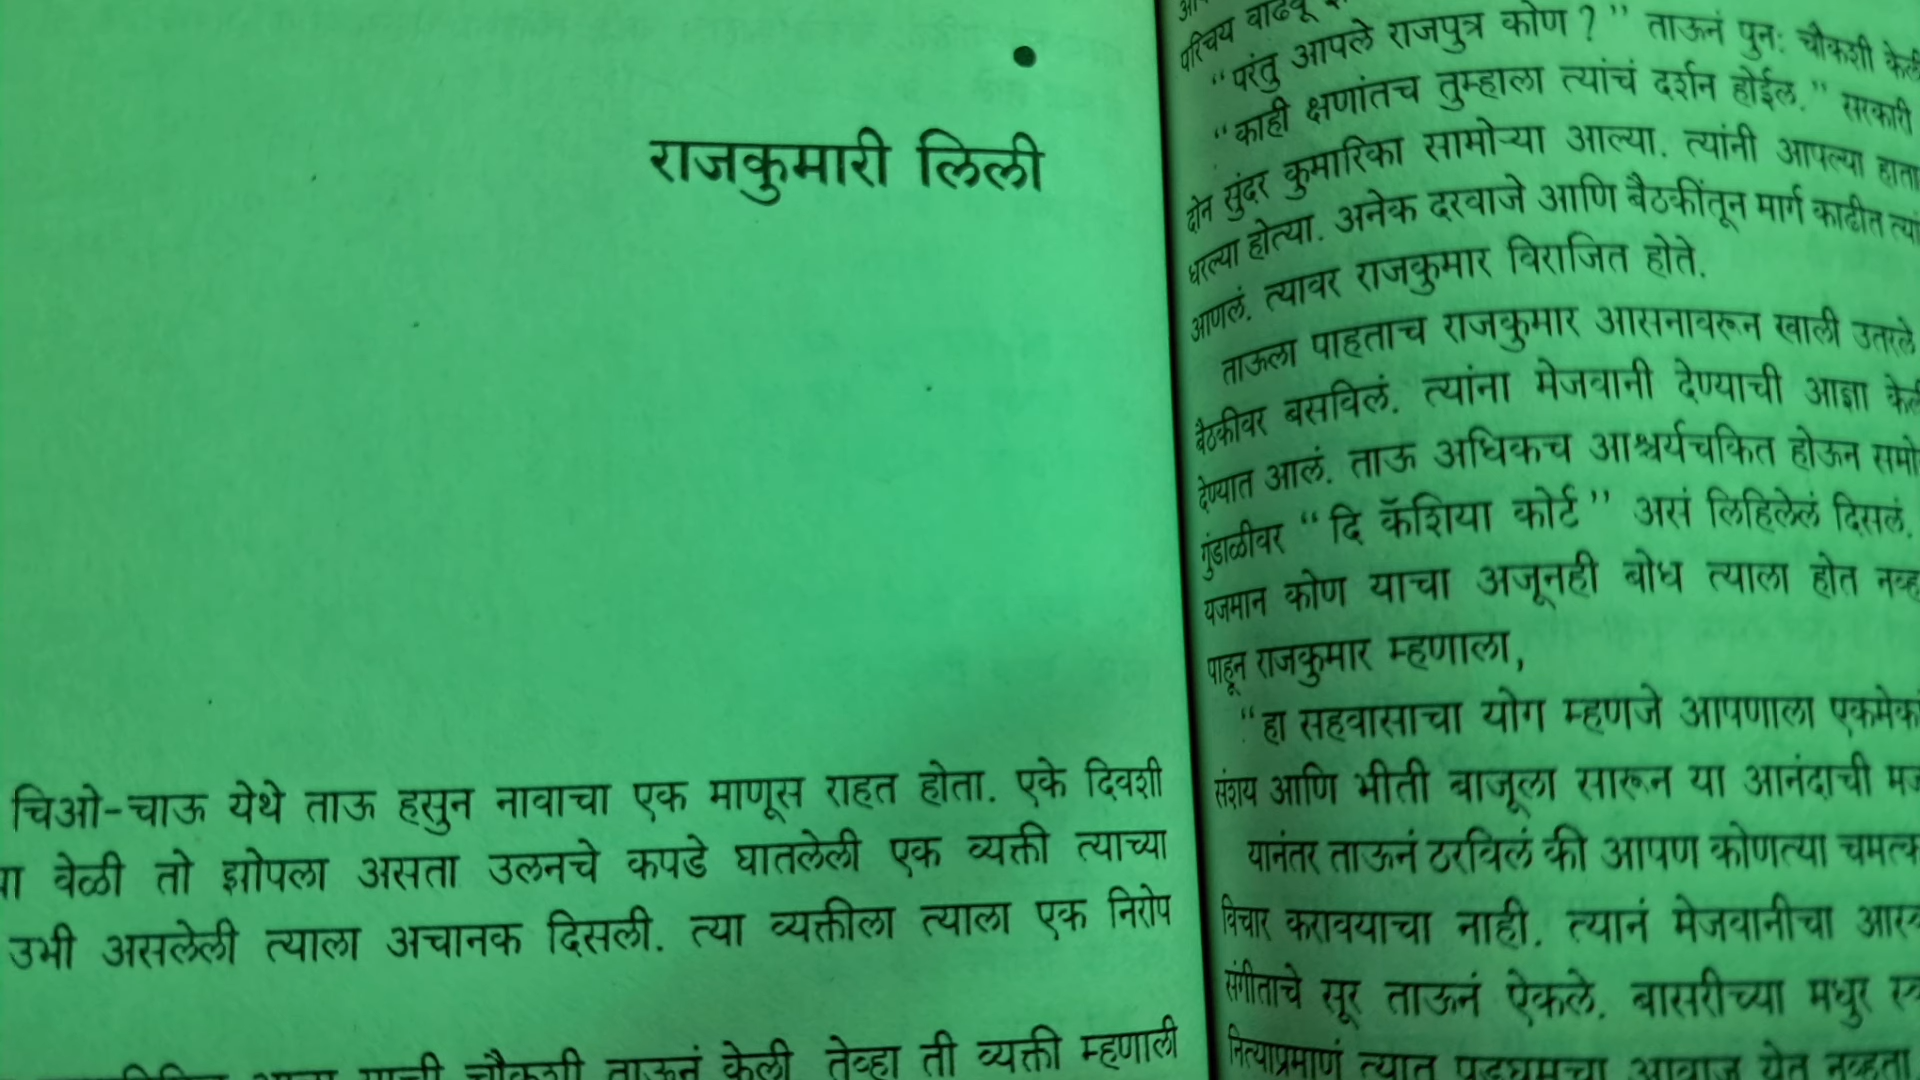 राजकुमारी लिली
चिओ-चाऊ येथे ताऊ हसुन नावाचा एक माणूस राहत होता. एके दिवशी
वेळी तो झोपला असता उलनचे कपडे घातलेली एक व्यक्ती त्याच्या
उभी असलेली त्याला अचानक दिसली. त्या व्यक्तीला त्याला एक निरोप
चौकशी ताऊनं केली तेव्हा ती व्यक्ती म्हणाली
परिचय वाढवू
“परंतु आपले राजपुत्र कोण ?” ताऊनं पुन: चौकशी केली
“काही क्षणांतच तुम्हाला त्यांचं दर्शन होईल.” सरकारी
दोन सुंदर कुमारिका सामोऱ्या आल्या. त्यांनी आपल्या हाता
धरल्या होत्या. अनेक दरवाजे आणि बैठकींतून मार्ग काढीत त्यां
आणलं. त्यावर राजकुमार विराजित होते.
ताऊला पाहताच राजकुमार आसनावरून खाली उतरले
बैठकीवर बसविलं. त्यांना मेजवानी देण्याची आज्ञा केली
देण्यात आलं. ताऊ अधिकच आश्चर्यचकित होऊन समो
गुंडाळीवर “दि कॅशिया कोर्ट” असं लिहिलेलं दिसलं.
यजमान कोण याचा अजूनही बोध त्याला होत नव्ह
पाहून राजकुमार म्हणाला,
“हा सहवासाचा योग म्हणजे आपणाला एकमेकां
संशय आणि भीती बाजूला सारून या आनंदाची मज
यानंतर ताऊनं ठरविलं की आपण कोणत्या चमत्क
विचार करावयाचा नाही. त्यानं मेजवानीचा आस्व
संगीताचे सूर ताऊनं ऐकले. बासरीच्या मधुर स्व
नित्याप्रमाणं त्यात पडघमचा आवाज येत नव्हता